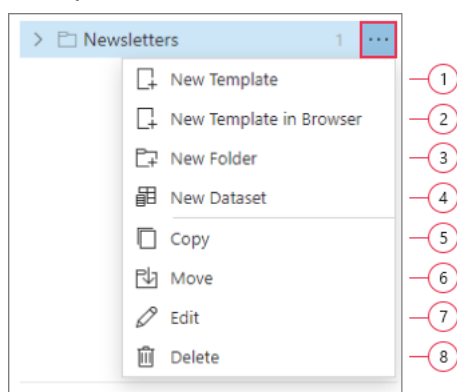 Newsletters 1 ...
New Template 1
New Template in Browser 2
New Folder 3
New Dataset 4
Copy 5
Move 6
Edit 7
Delete 8